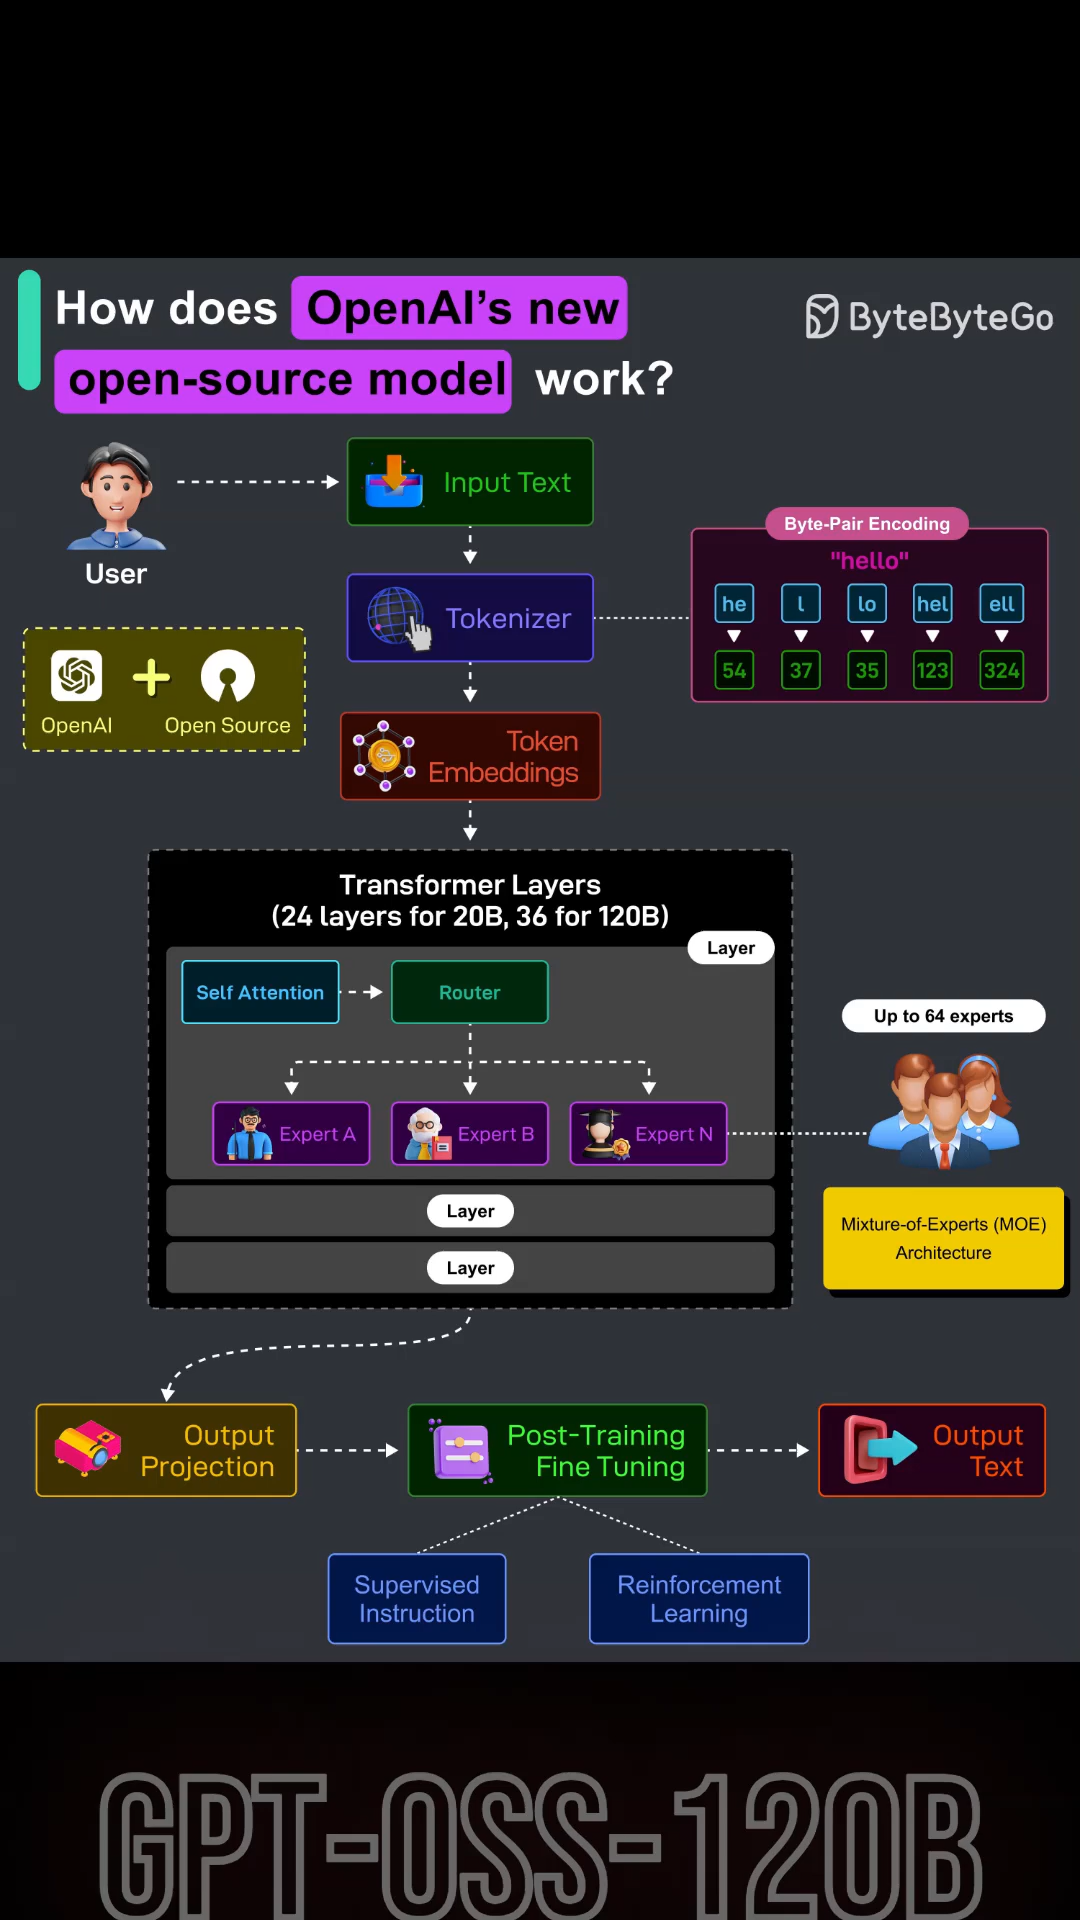 How does OpenAI's new
open-source model work?
ByteByteGo
User
Input Text
Tokenizer
Byte-Pair Encoding
"hello"
he l lo hel ell
54 37 35 123 324
OpenAI
Open Source
Token
Embeddings
Transformer Layers
(24 layers for 20B, 36 for 120B)
Layer
Self Attention
Router
Expert A
Expert B
Expert N
Up to 64 experts
Mixture-of-Experts (MOE)
Architecture
Layer
Layer
Output
Projection
Post-Training
Fine Tuning
Output
Text
Supervised
Instruction
Reinforcement
Learning
GPT-OSS-120B